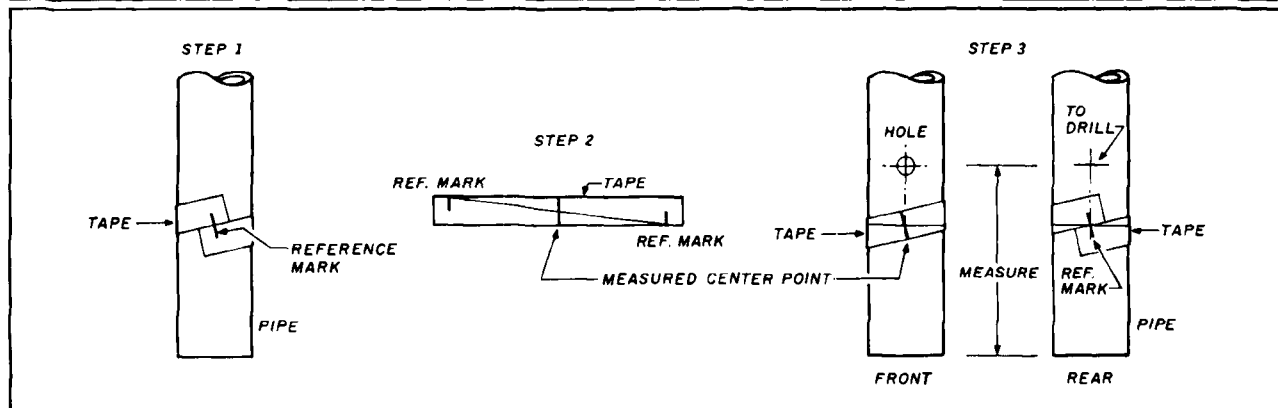 STEP 1
TAPE
REFERENCE
MARK
PIPE
STEP 2
REF. MARK
TAPE
REF. MARK
MEASURED CENTER POINT
STEP 3
HOLE
TO
DRILL
TAPE
MEASURE
REF.
MARK
TAPE
PIPE
FRONT
REAR